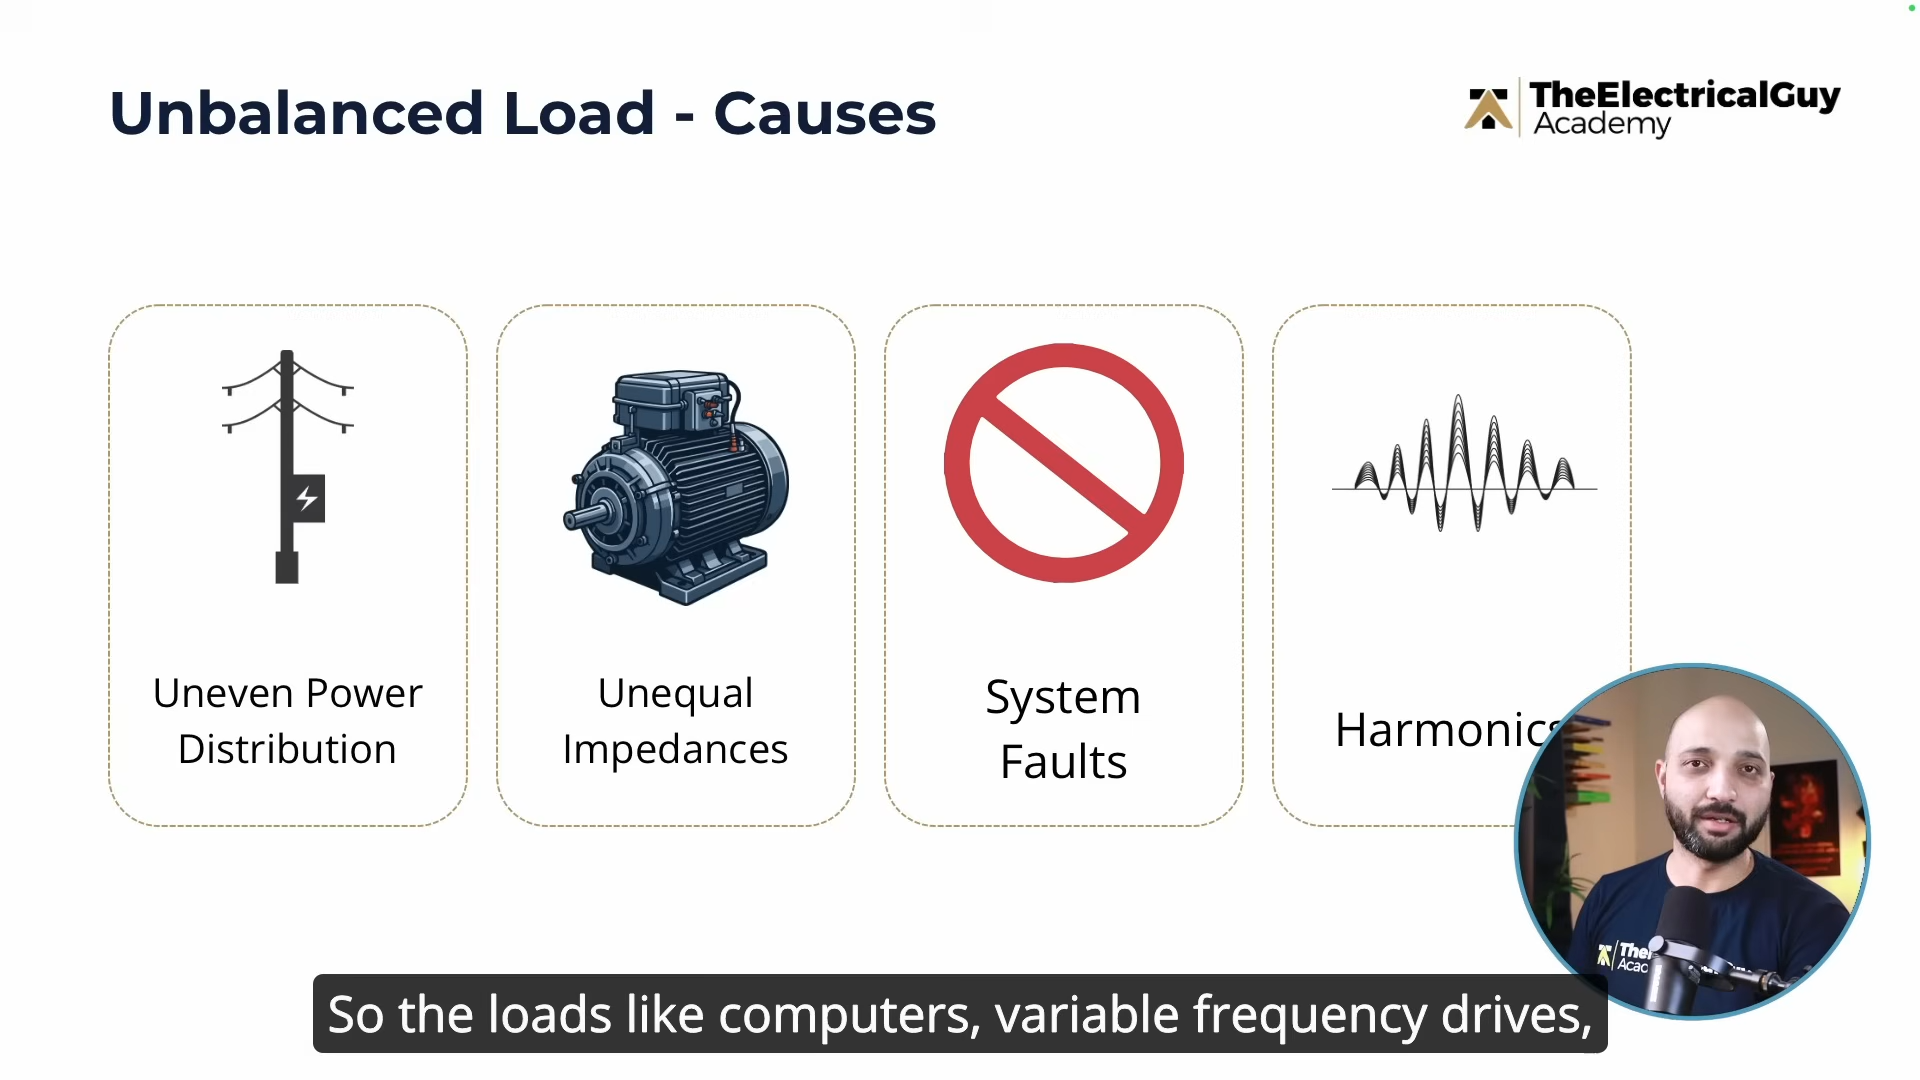 Unbalanced Load - Causes
TheElectricalGuy
Academy
Uneven Power
Distribution
Unequal
Impedances
System
Faults
Harmonics
So the loads like computers, variable frequency drives,